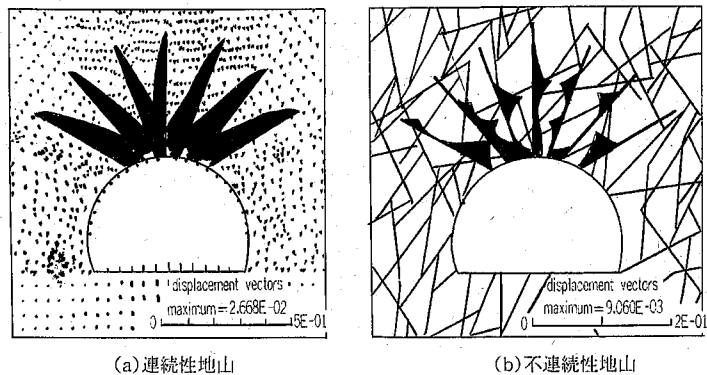 displacement vectors
maximum=2.668E-02
0 5E-01
displacement vectors
maximum=9.060E-03
0 2E-01
(a)連続性地山
(b)不連続性地山